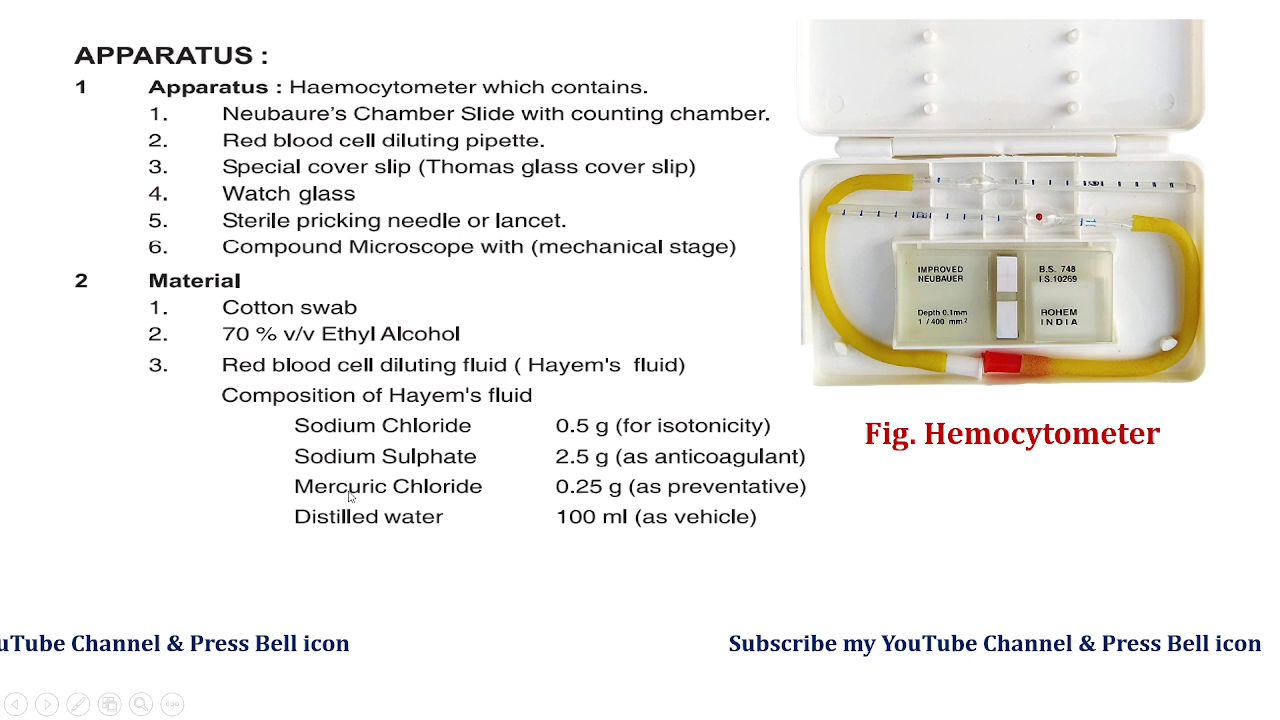 APPARATUS :
1 Apparatus : Haemocytometer which contains.
1. Neubaure's Chamber Slide with counting chamber.
2. Red blood cell diluting pipette.
3. Special cover slip (Thomas glass cover slip)
4. Watch glass
5. Sterile pricking needle or lancet.
6. Compound Microscope with (mechanical stage)
2 Material
1. Cotton swab
2. 70 % v/v Ethyl Alcohol
3. Red blood cell diluting fluid ( Hayem's fluid)
Composition of Hayem's fluid
Sodium Chloride 0.5 g (for isotonicity)
Sodium Sulphate 2.5 g (as anticoagulant)
Mercuric Chloride 0.25 g (as preventative)
Distilled water 100 ml (as vehicle)
IMPROVED
NEUBAUER
Depth 0.1mm
1 / 400 mm²
B.S. 748
I.S.10269
ROHEM
INDIA
Fig. Hemocytometer
uTube Channel & Press Bell icon
Subscribe my YouTube Channel & Press Bell icon